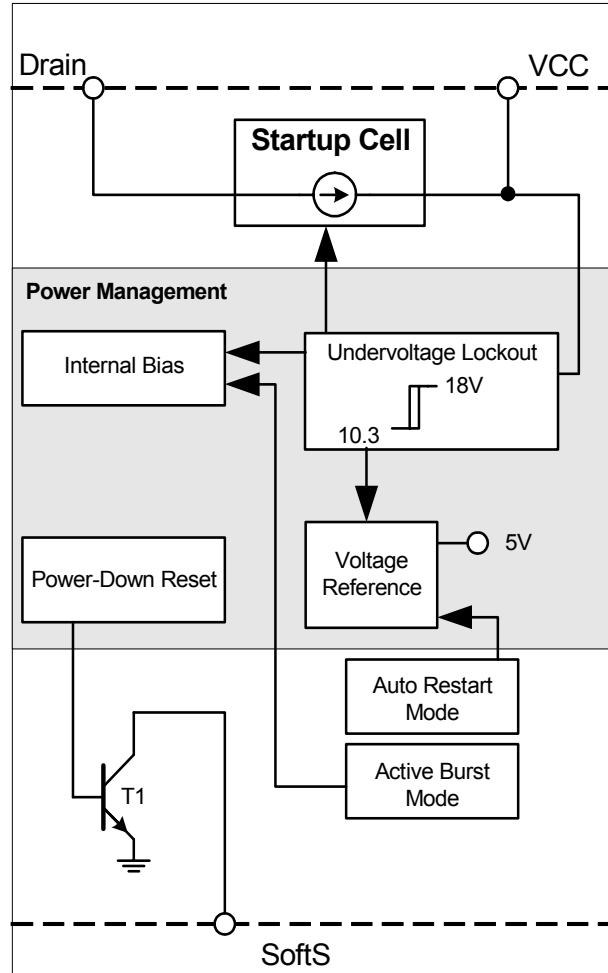 Drain
VCC
Startup Cell
Power Management
Internal Bias
Undervoltage Lockout
18V
10.3
Power-Down Reset
Voltage
Reference
5V
Auto Restart
Mode
Active Burst
Mode
T1
SoftS